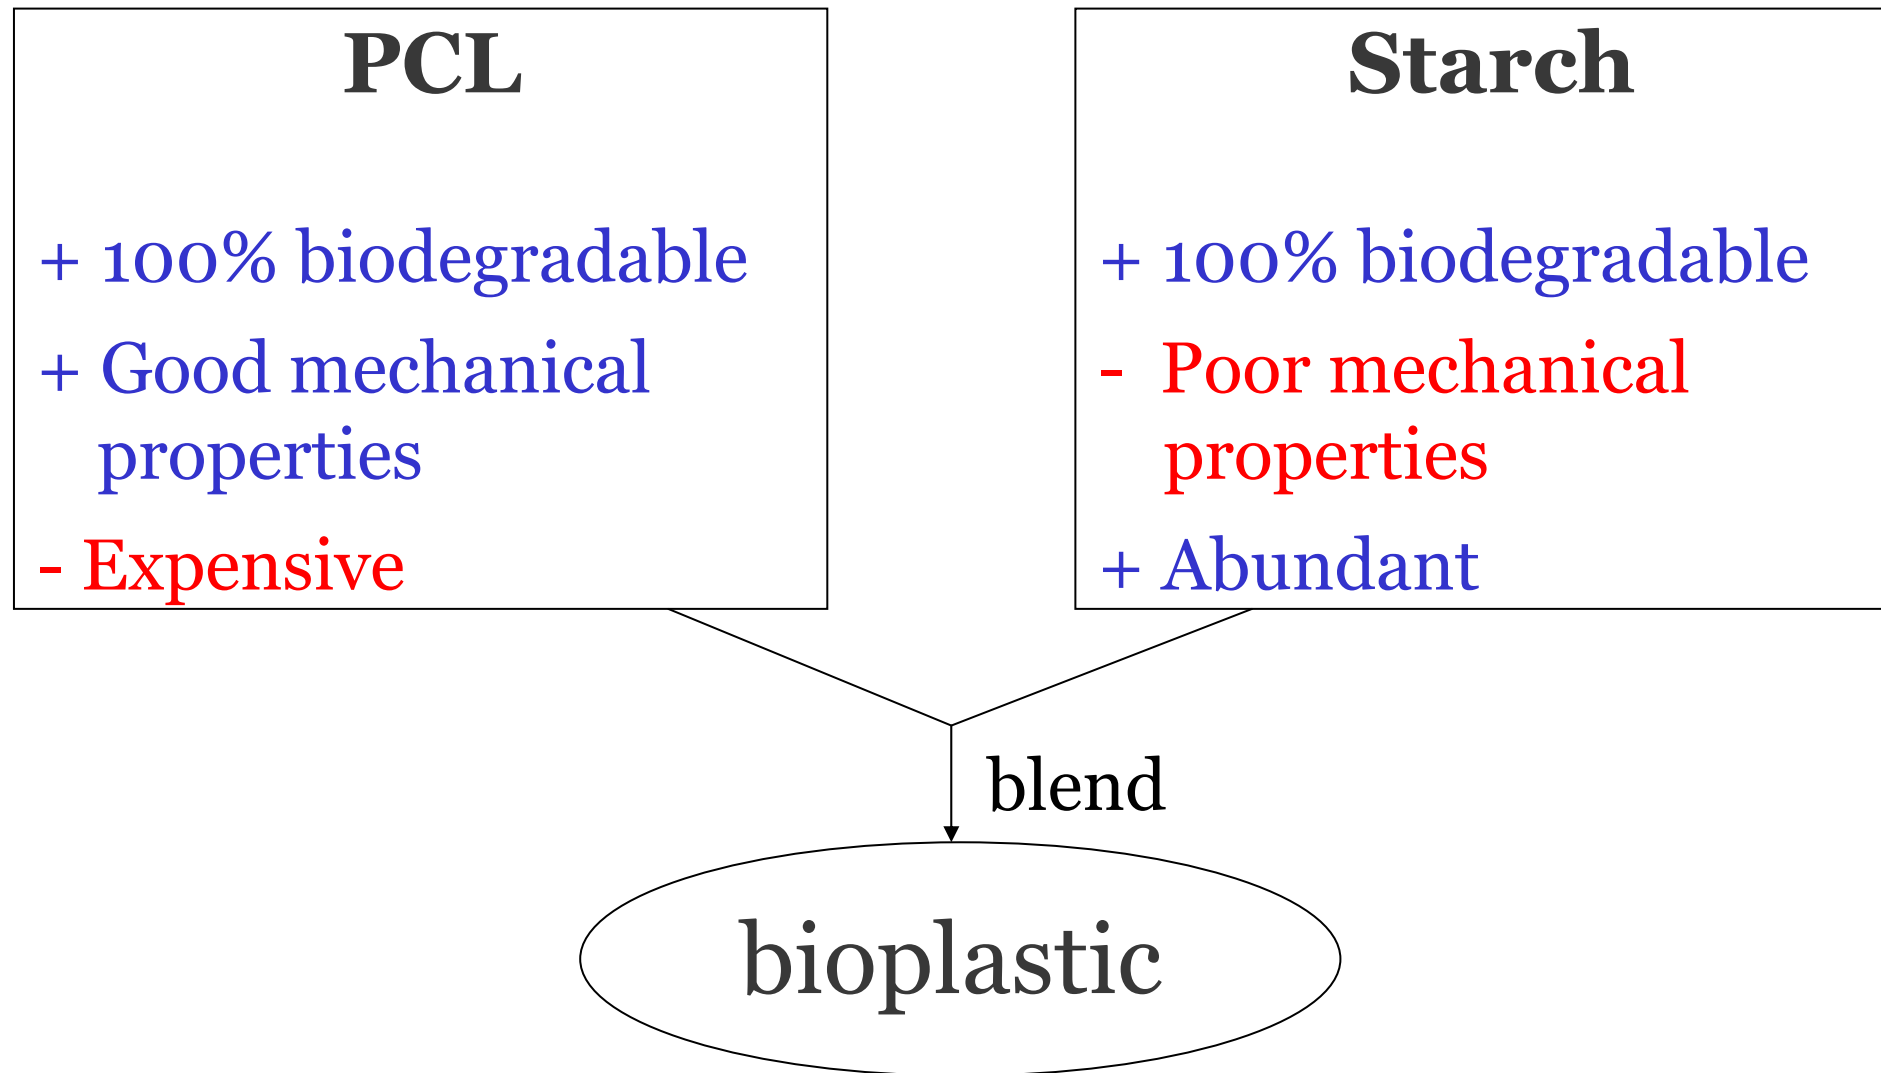 PCL
+ 100% biodegradable
+ Good mechanical
properties
- Expensive
Starch
+ 100% biodegradable
- Poor mechanical
properties
+ Abundant
blend
bioplastic